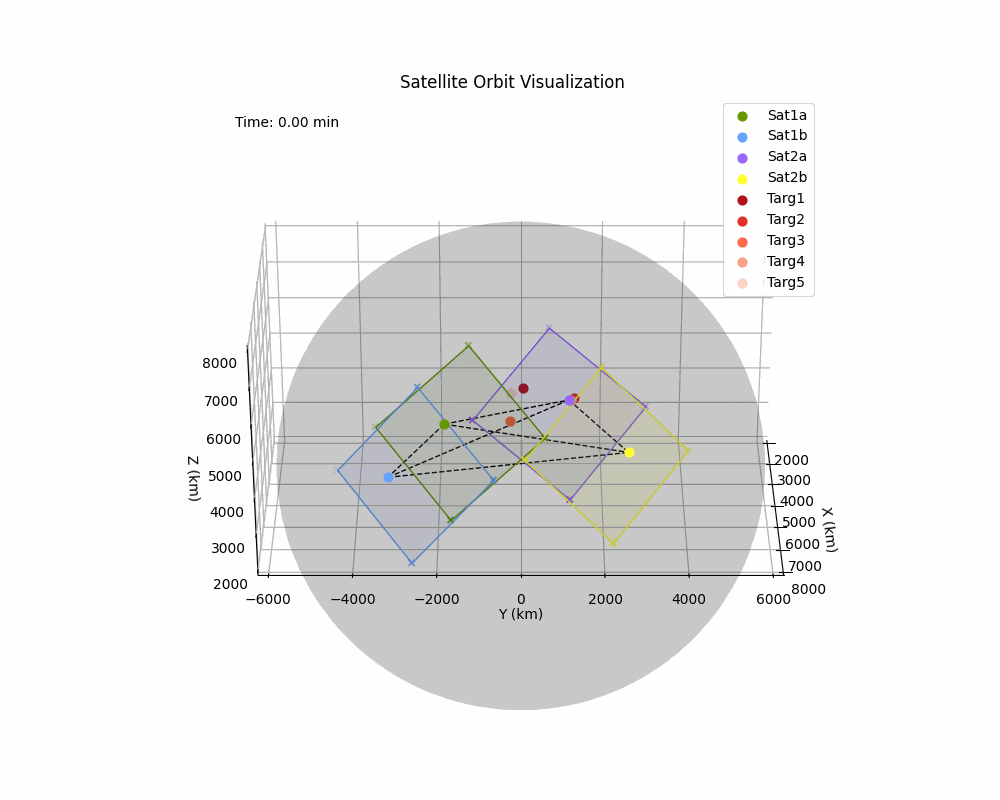 Satellite Orbit Visualization
Time: 0.00 min
Sat1a
Sat1b
Sat2a
Sat2b
Targ1
Targ2
Targ3
Targ4
Targ5
8000
7000
6000
5000
4000
3000
2000
Z (km)
−6000
−4000
−2000
0
2000
4000
6000
Y (km)
2000
3000
4000
5000
6000
7000
8000
X (km)